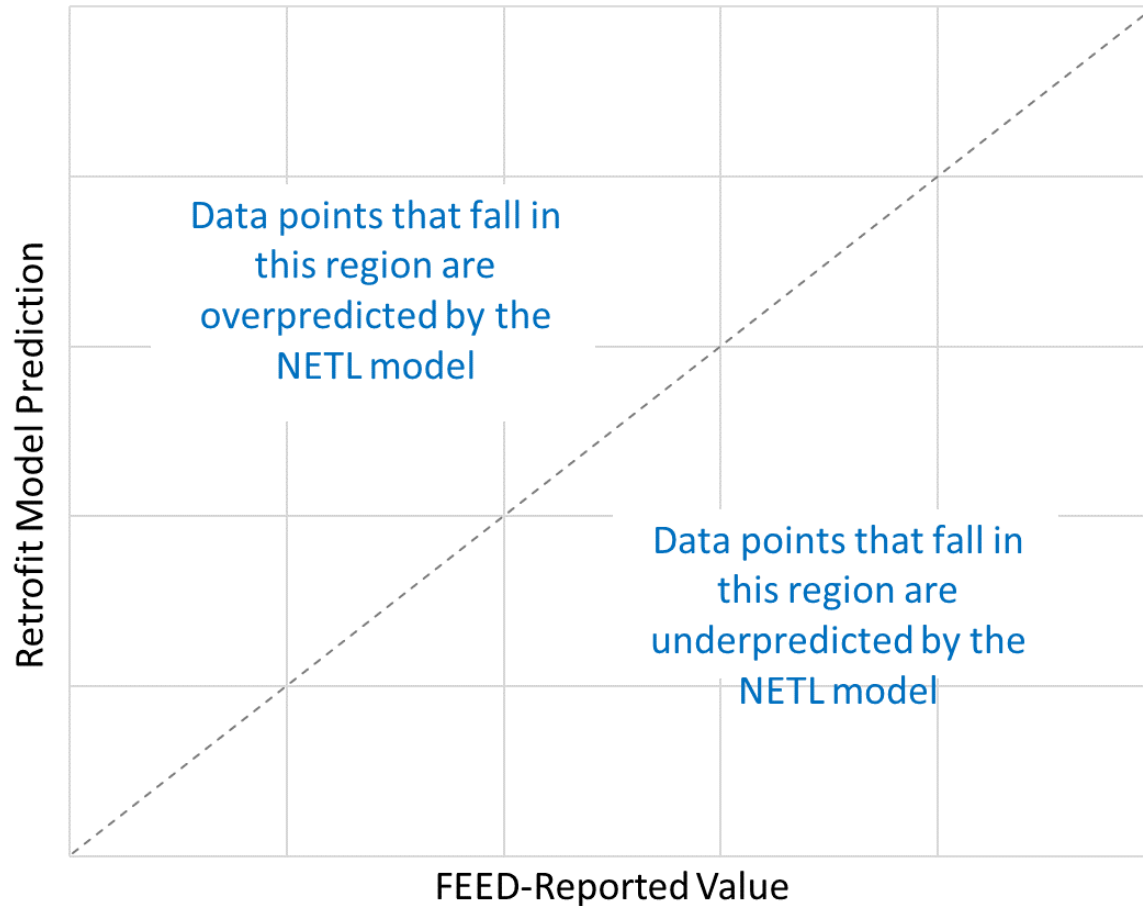 Retrofit Model Prediction
Data points that fall in
this region are
overpredicted by the
NETL model
Data points that fall in
this region are
underpredicted by the
NETL model
FEED-Reported Value